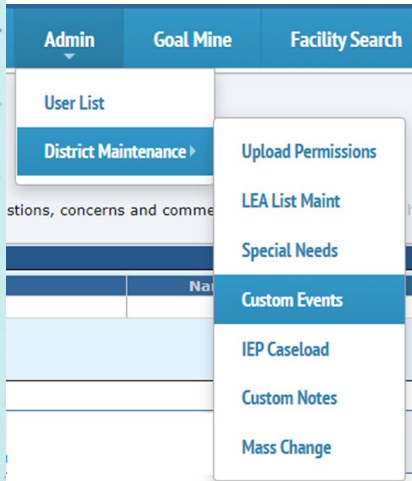 Admin Goal Mine Facility Search
User List
District Maintenance
Upload Permissions
stions, concerns and comme
LEA List Maint
Special Needs
Custom Events
IEP Caseload
Custom Notes
Mass Change